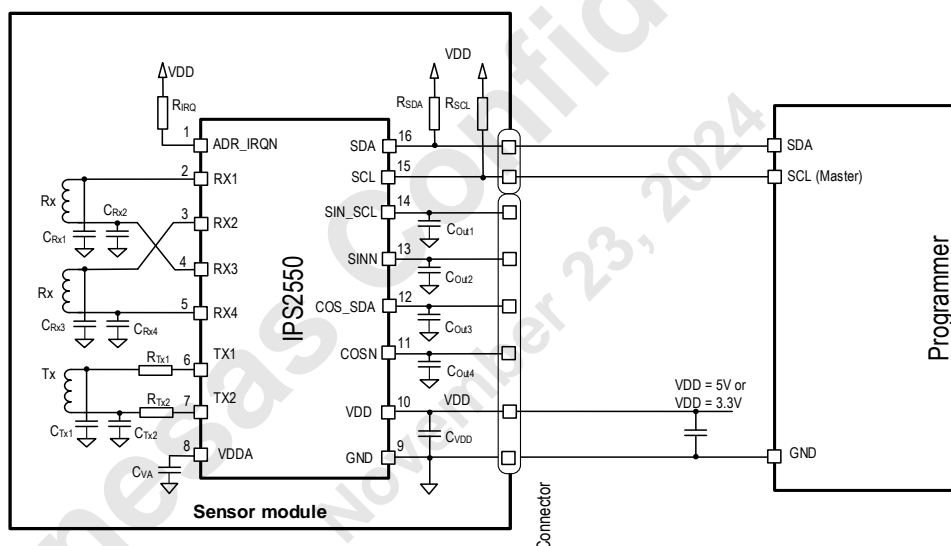 VDD
VDD
RIRQ
RSDA
RSCL
1
ADR_IRQN
SDA
16
SDA
2
RX1
SCL
15
SCL (Master)
Rx
CRx2
CRx1
3
RX2
SIN_SCL
14
COut1
4
RX3
SINN
13
COut2
Rx
CRx3
CRx4
5
RX4
COS_SDA
12
COut3
IPS2550
Tx
RTx1
6
TX1
COSN
11
COut4
RTx2
7
TX2
CTx1
CTx2
VDD
10
VDD
CVDD
VDD = 5V or
VDD = 3.3V
8
VDDA
CVA
GND
9
GND
Sensor module
Connector
Programmer
November 23, 2024